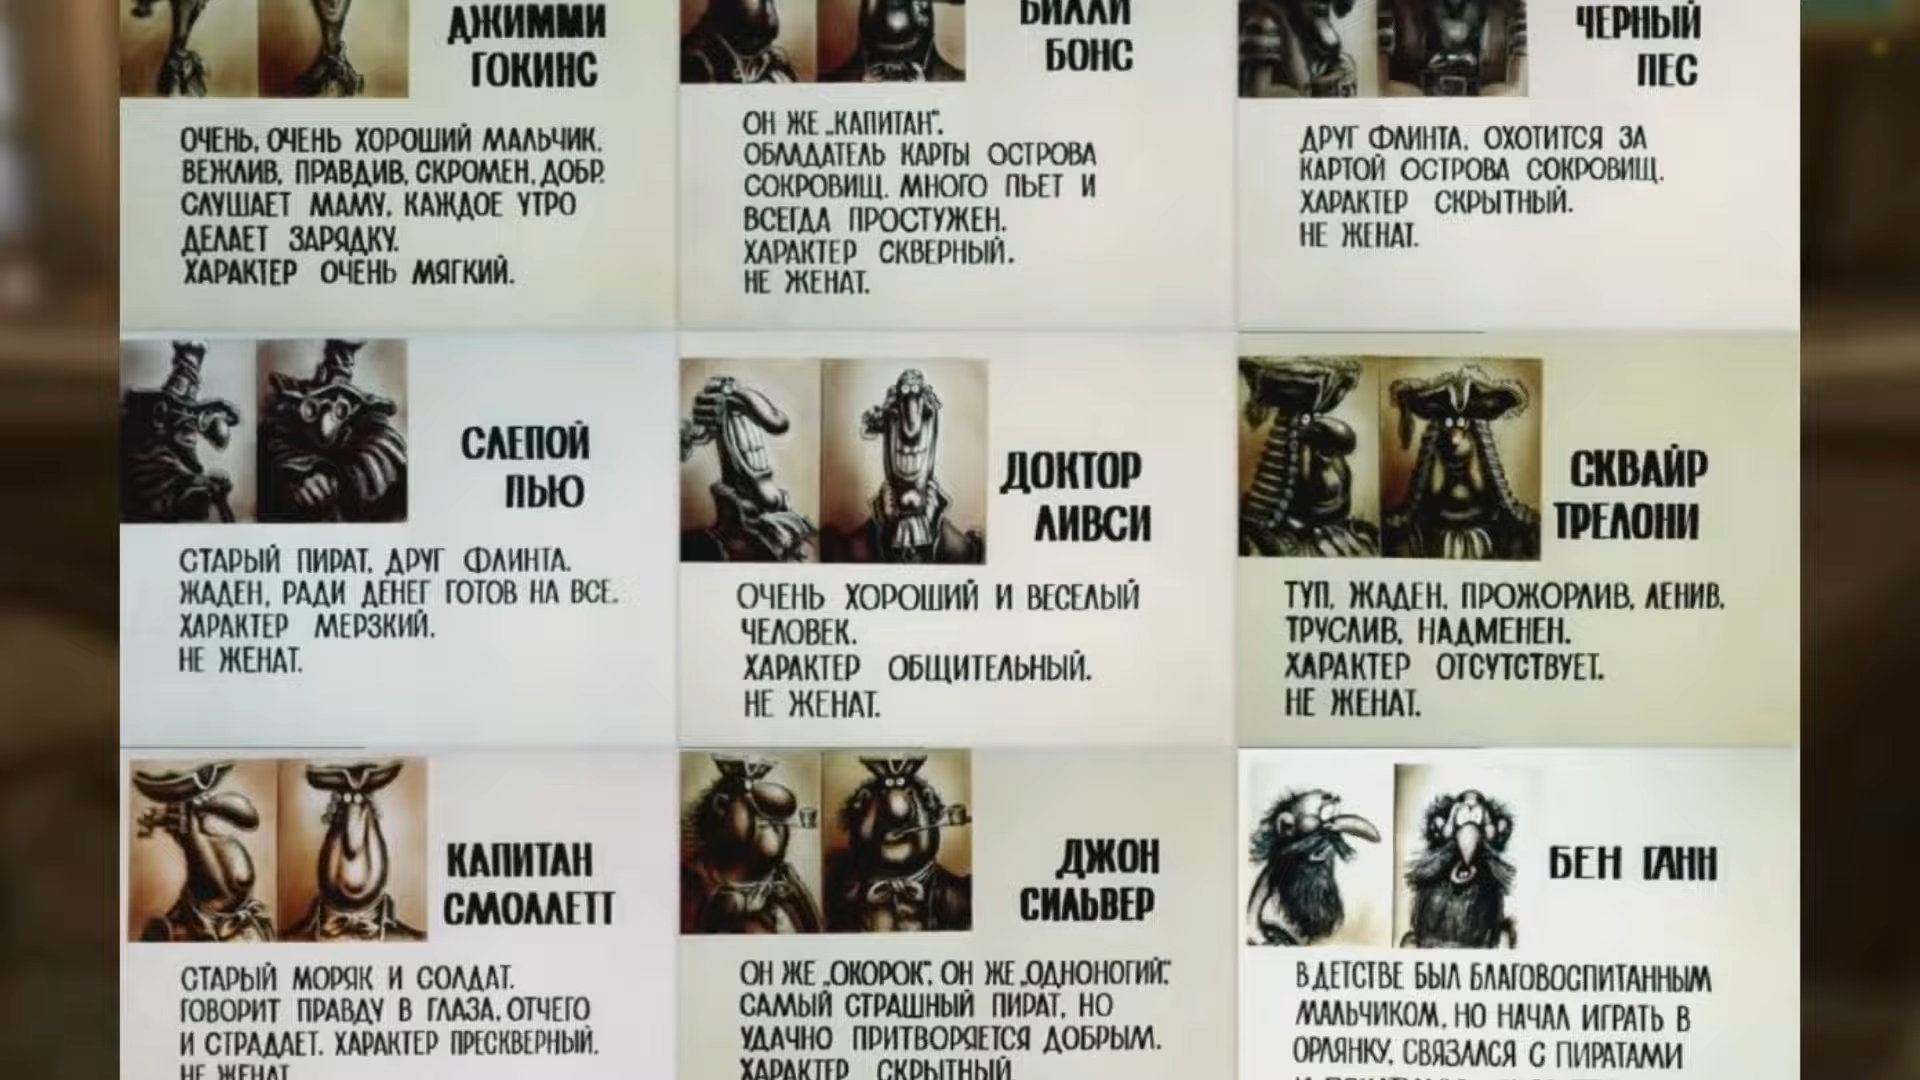 ДЖИММИ
ГОКИНС
ОЧЕНЬ, ОЧЕНЬ ХОРОШИЙ МАЛЬЧИК.
ВЕЖЛИВ, ПРАВДИВ, СКРОМЕН, ДОБР.
СЛУШАЕТ МАМУ, КАЖДОЕ УТРО
ДЕЛАЕТ ЗАРЯДКУ.
ХАРАКТЕР ОЧЕНЬ МЯГКИЙ.
БИЛЛИ
БОНС
ОН ЖЕ „КАПИТАН“.
ОБЛАДАТЕЛЬ КАРТЫ ОСТРОВА
СОКРОВИЩ. МНОГО ПЬЕТ И
ВСЕГДА ПРОСТУЖЕН.
ХАРАКТЕР СКВЕРНЫЙ.
НЕ ЖЕНАТ.
ЧЕРНЫЙ
ПЕС
ДРУГ ФЛИНТА, ОХОТИТСЯ ЗА
КАРТОЙ ОСТРОВА СОКРОВИЩ.
ХАРАКТЕР СКРЫТНЫЙ.
НЕ ЖЕНАТ.
СЛЕПОЙ
ПЬЮ
СТАРЫЙ ПИРАТ, ДРУГ ФЛИНТА.
ЖАДЕН, РАДИ ДЕНЕГ ГОТОВ НА ВСЕ.
ХАРАКТЕР МЕРЗКИЙ.
НЕ ЖЕНАТ.
ДОКТОР
ЛИВСИ
ОЧЕНЬ ХОРОШИЙ И ВЕСЕЛЫЙ
ЧЕЛОВЕК.
ХАРАКТЕР ОБЩИТЕЛЬНЫЙ.
НЕ ЖЕНАТ.
СКВАЙР
ТРЕЛОНИ
ТУП, ЖАДЕН, ПРОЖОРЛИВ, ЛЕНИВ,
ТРУСЛИВ, НАДМЕНЕН.
ХАРАКТЕР ОТСУТСТВУЕТ.
НЕ ЖЕНАТ.
КАПИТАН
СМОЛЛЕТТ
СТАРЫЙ МОРЯК И СОЛДАТ.
ГОВОРИТ ПРАВДУ В ГЛАЗА, ОТЧЕГО
И СТРАДАЕТ. ХАРАКТЕР ПРЕСКВЕРНЫЙ.
НЕ ЖЕНАТ
ДЖОН
СИЛЬВЕР
ОН ЖЕ „ОКОРОК“, ОН ЖЕ „ОДНОНОГИЙ“.
САМЫЙ СТРАШНЫЙ ПИРАТ, НО
УДАЧНО ПРИТВОРЯЕТСЯ ДОБРЫМ.
ХАРАКТЕР СКРЫТНЫЙ
БЕН ГАНН
В ДЕТСТВЕ БЫЛ БЛАГОВОСПИТАННЫМ
МАЛЬЧИКОМ, НО НАЧАЛ ИГРАТЬ В
ОРЛЯНКУ, СВЯЗАЛСЯ С ПИРАТАМИ